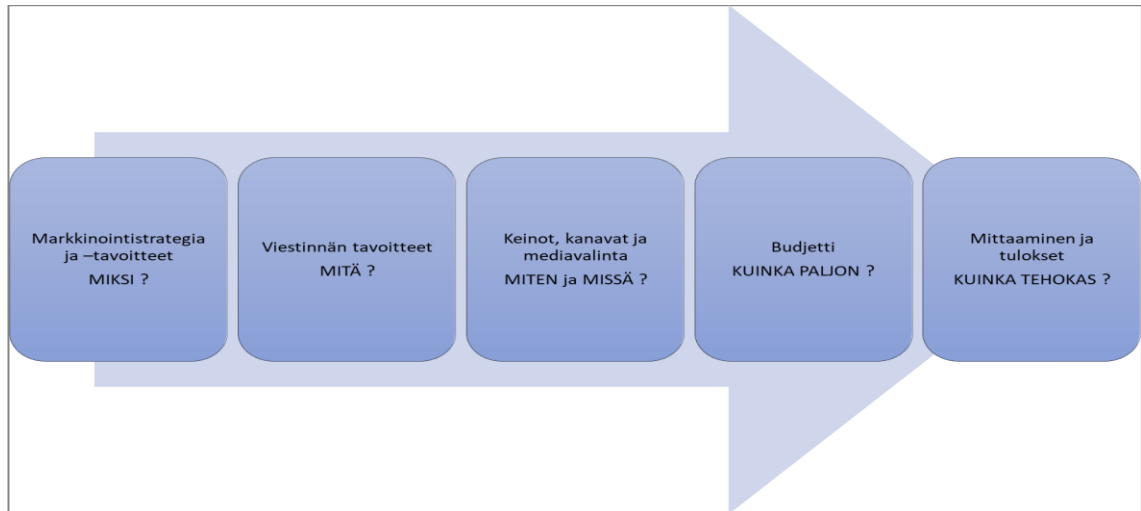 Markkinointistrategia
ja –tavoitteet
MIKSI ?
Viestinnän tavoitteet
MITÄ ?
Keinot, kanavat ja
mediavalinta
MITEN ja MISSÄ ?
Budjetti
KUINKA PALJON ?
Mittaaminen ja
tulokset
KUINKA TEHOKAS ?